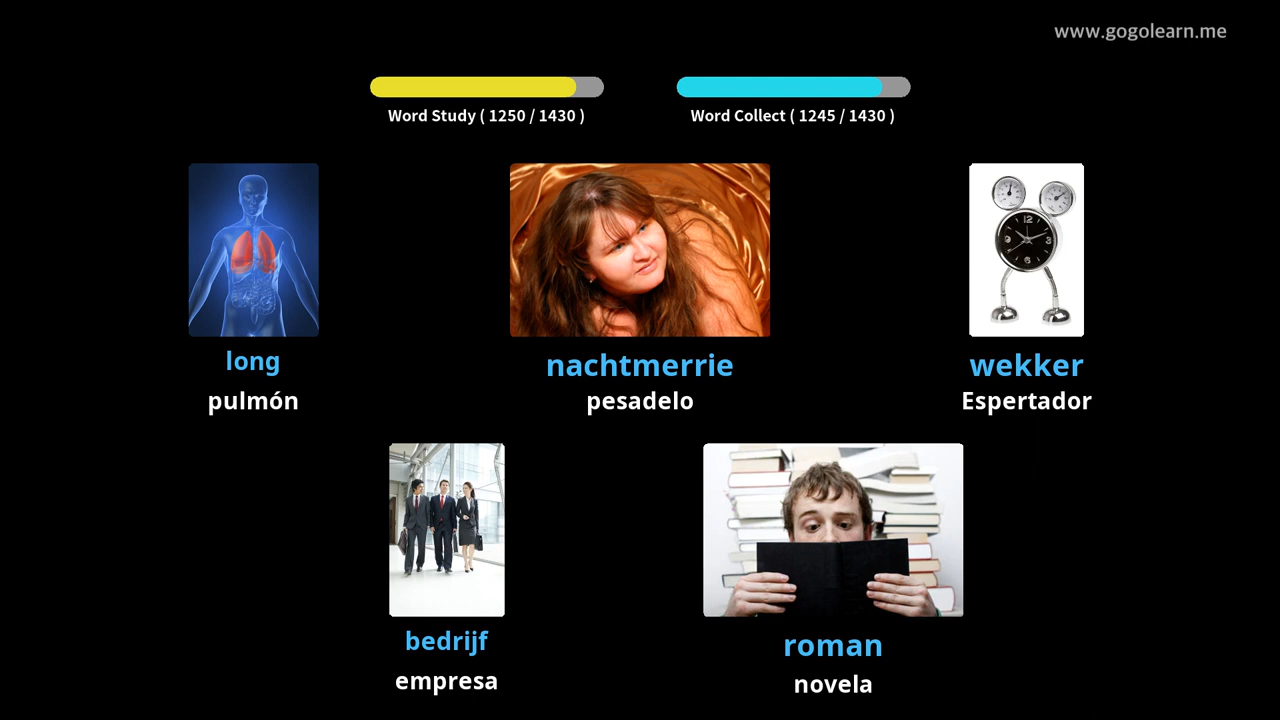 www.gogolearn.me
Word Study ( 1250 / 1430 )
Word Collect ( 1245 / 1430 )
long
pulmón
nachtmerrie
pesadelo
wekker
Espertador
bedrijf
empresa
roman
novela